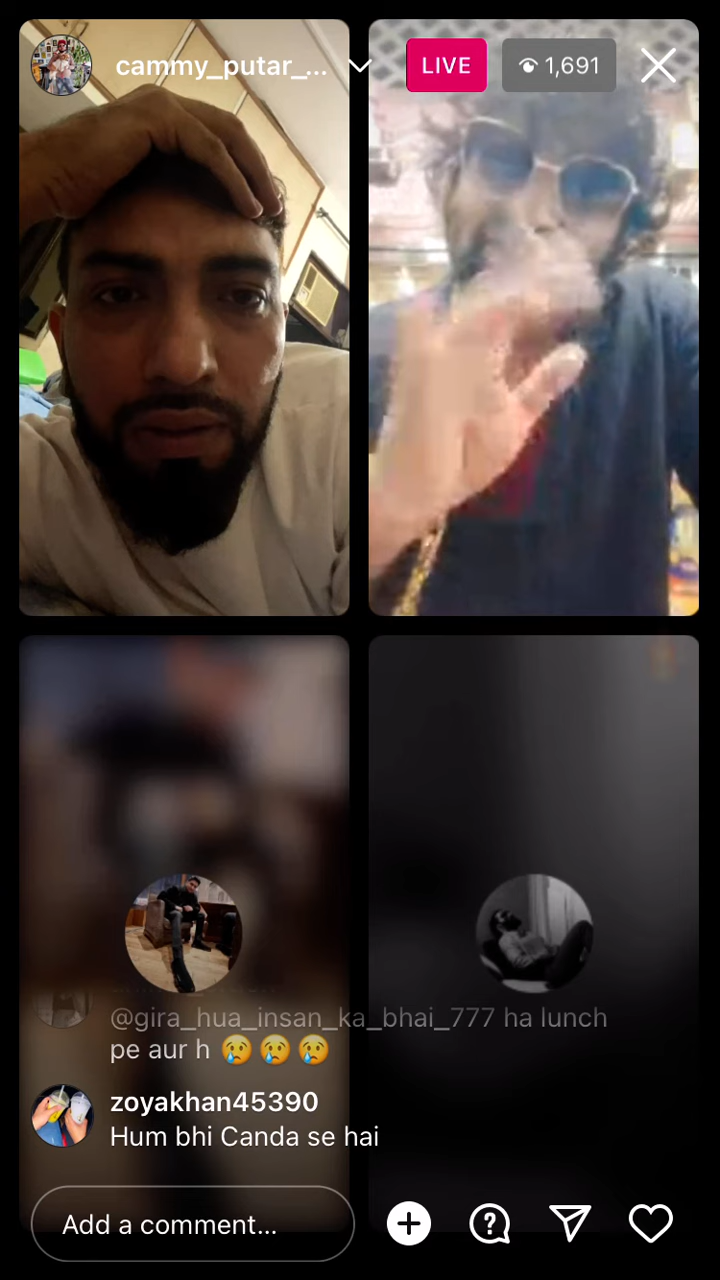 cammy_putar_...
LIVE
1,691
@gira_hua_insan_ka_bhai_777 ha lunch
pe aur h 😢😢😢
zoyakhan45390
Hum bhi Canda se hai
Add a comment...